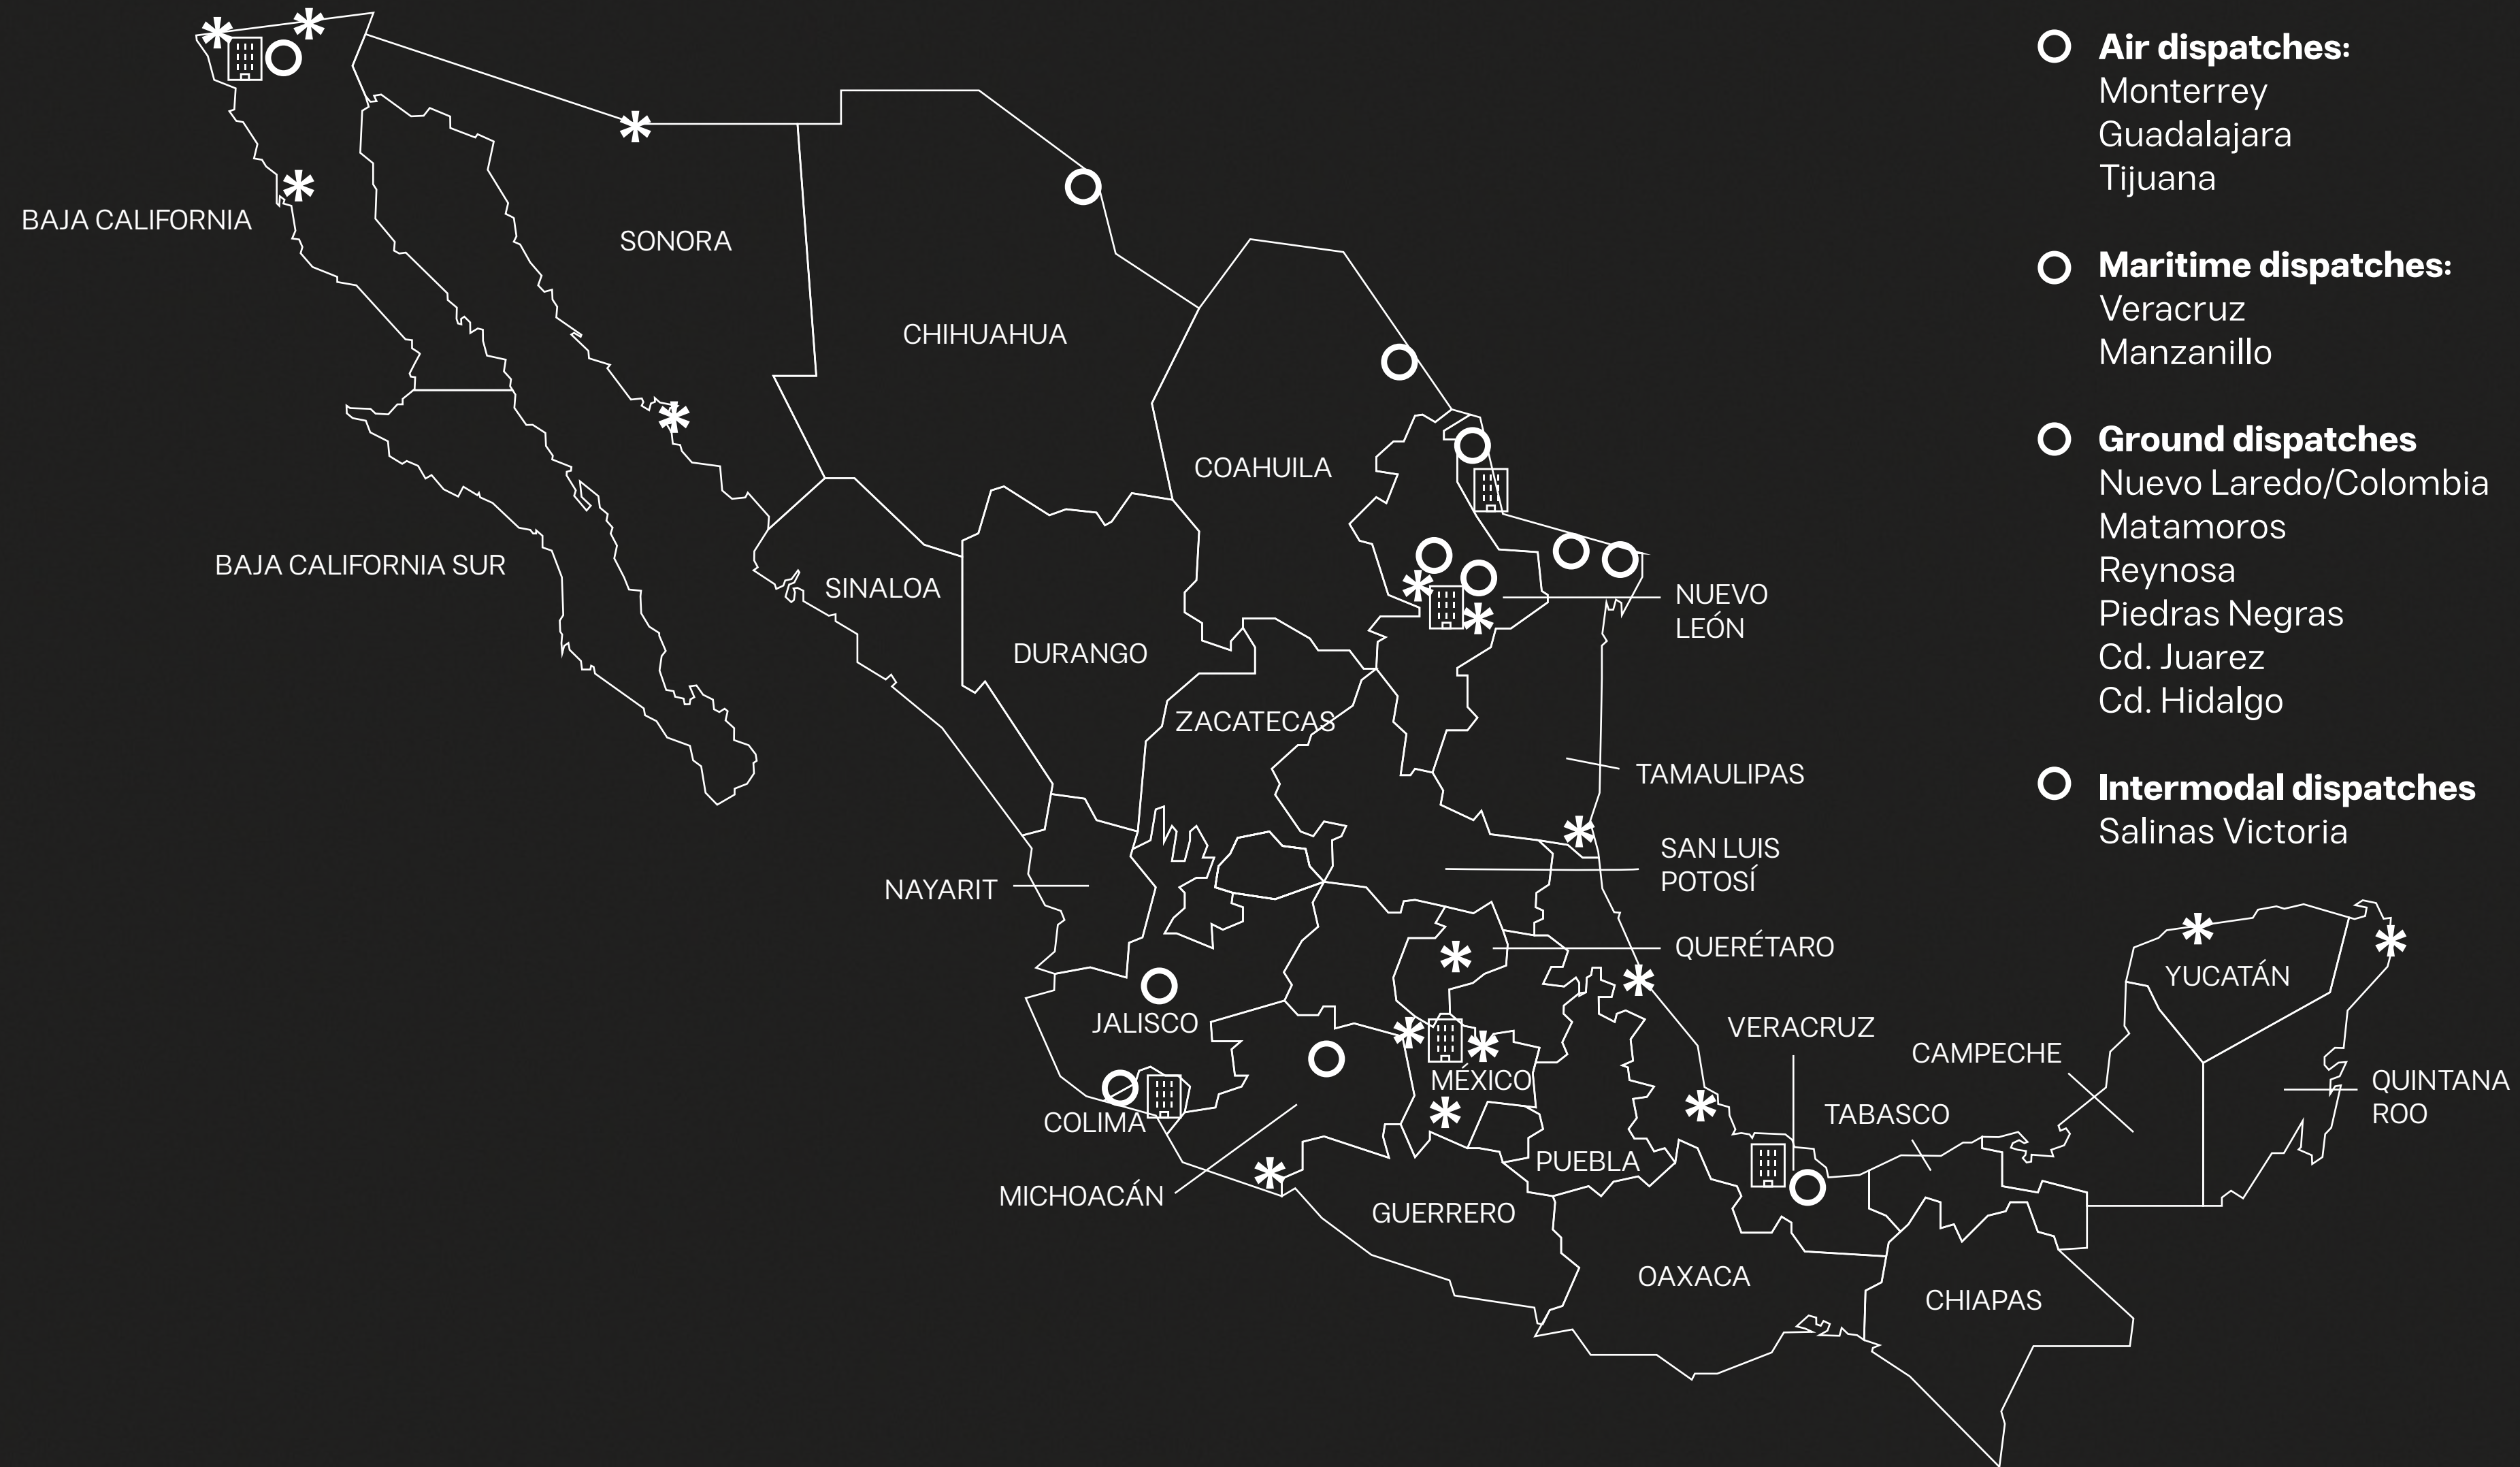 BAJA CALIFORNIA
SONORA
CHIHUAHUA
COAHUILA
BAJA CALIFORNIA SUR
SINALOA
DURANGO
NUEVO
LEÓN
ZACATECAS
TAMAULIPAS
SAN LUIS
POTOSÍ
NAYARIT
QUERÉTARO
JALISCO
VERACRUZ
YUCATÁN
CAMPECHE
MÉXICO
QUINTANA
ROO
COLIMA
TABASCO
PUEBLA
MICHOACÁN
GUERRERO
OAXACA
CHIAPAS
Air dispatches:
Monterrey
Guadalajara
Tijuana
Maritime dispatches:
Veracruz
Manzanillo
Ground dispatches
Nuevo Laredo/Colombia
Matamoros
Reynosa
Piedras Negras
Cd. Juarez
Cd. Hidalgo
Intermodal dispatches
Salinas Victoria